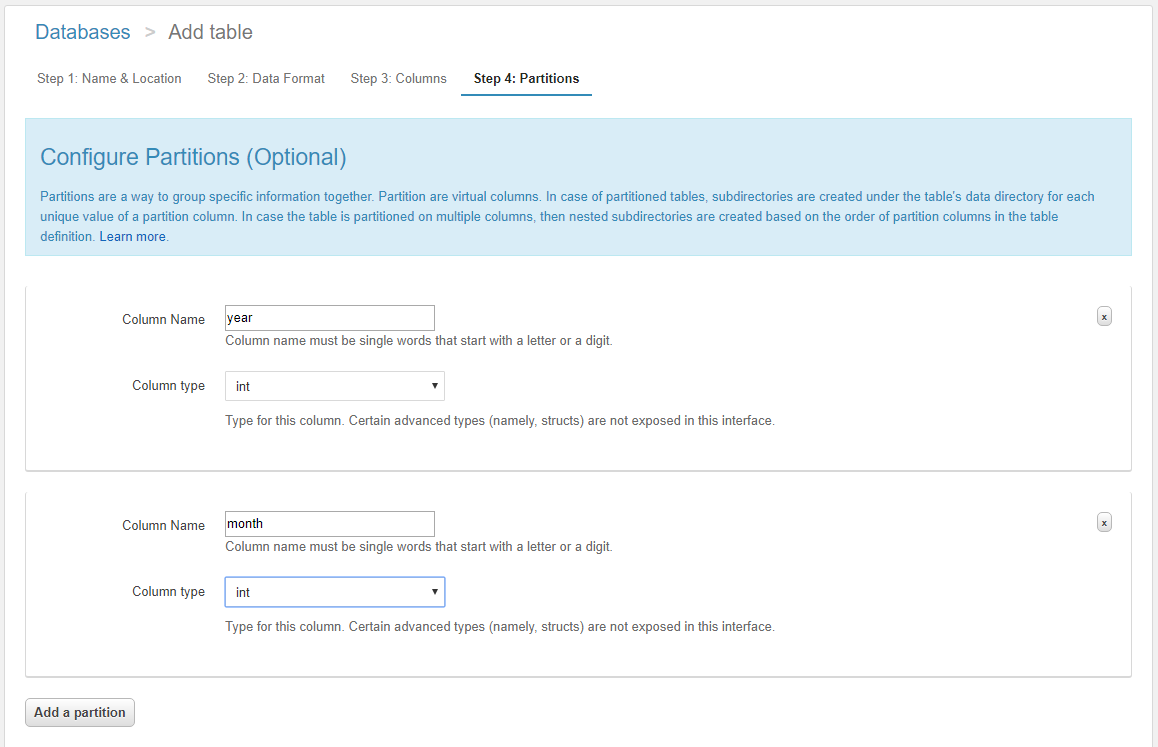 Databases > Add table
Step 1: Name & Location Step 2: Data Format Step 3: Columns Step 4: Partitions
Configure Partitions (Optional)
Partitions are a way to group specific information together. Partition are virtual columns. In case of partitioned tables, subdirectories are created under the table's data directory for each
unique value of a partition column. In case the table is partitioned on multiple columns, then nested subdirectories are created based on the order of partition columns in the table
definition. Learn more.
Column Name year x
Column name must be single words that start with a letter or a digit.
Column type int
Type for this column. Certain advanced types (namely, structs) are not exposed in this interface.
Column Name month x
Column name must be single words that start with a letter or a digit.
Column type int
Type for this column. Certain advanced types (namely, structs) are not exposed in this interface.
Add a partition